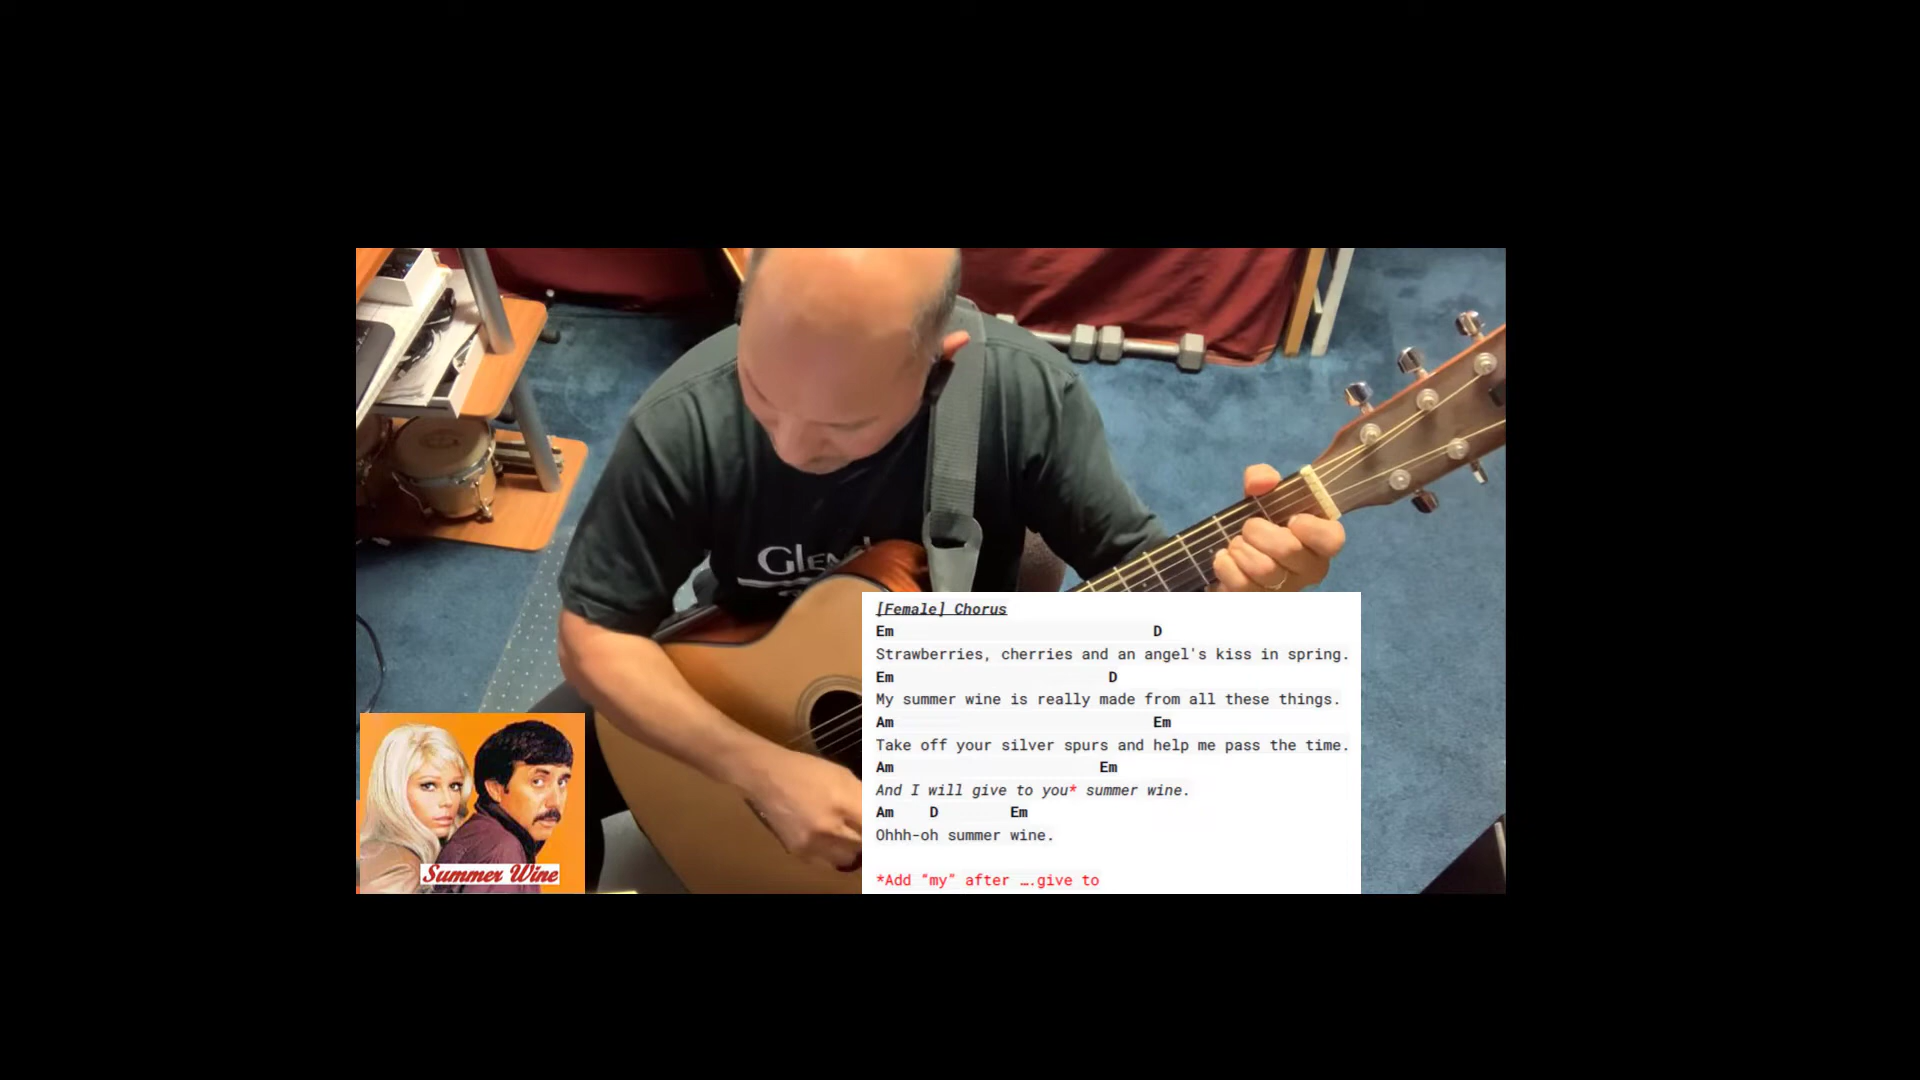 Glen
[Female] Chorus
Em D
Strawberries, cherries and an angel's kiss in spring.
Em D
My summer wine is really made from all these things.
Am Em
Take off your silver spurs and help me pass the time.
Am Em
And I will give to you* summer wine.
Am D Em
Ohhh-oh summer wine.
*Add “my” after ….give to
Summer Wine